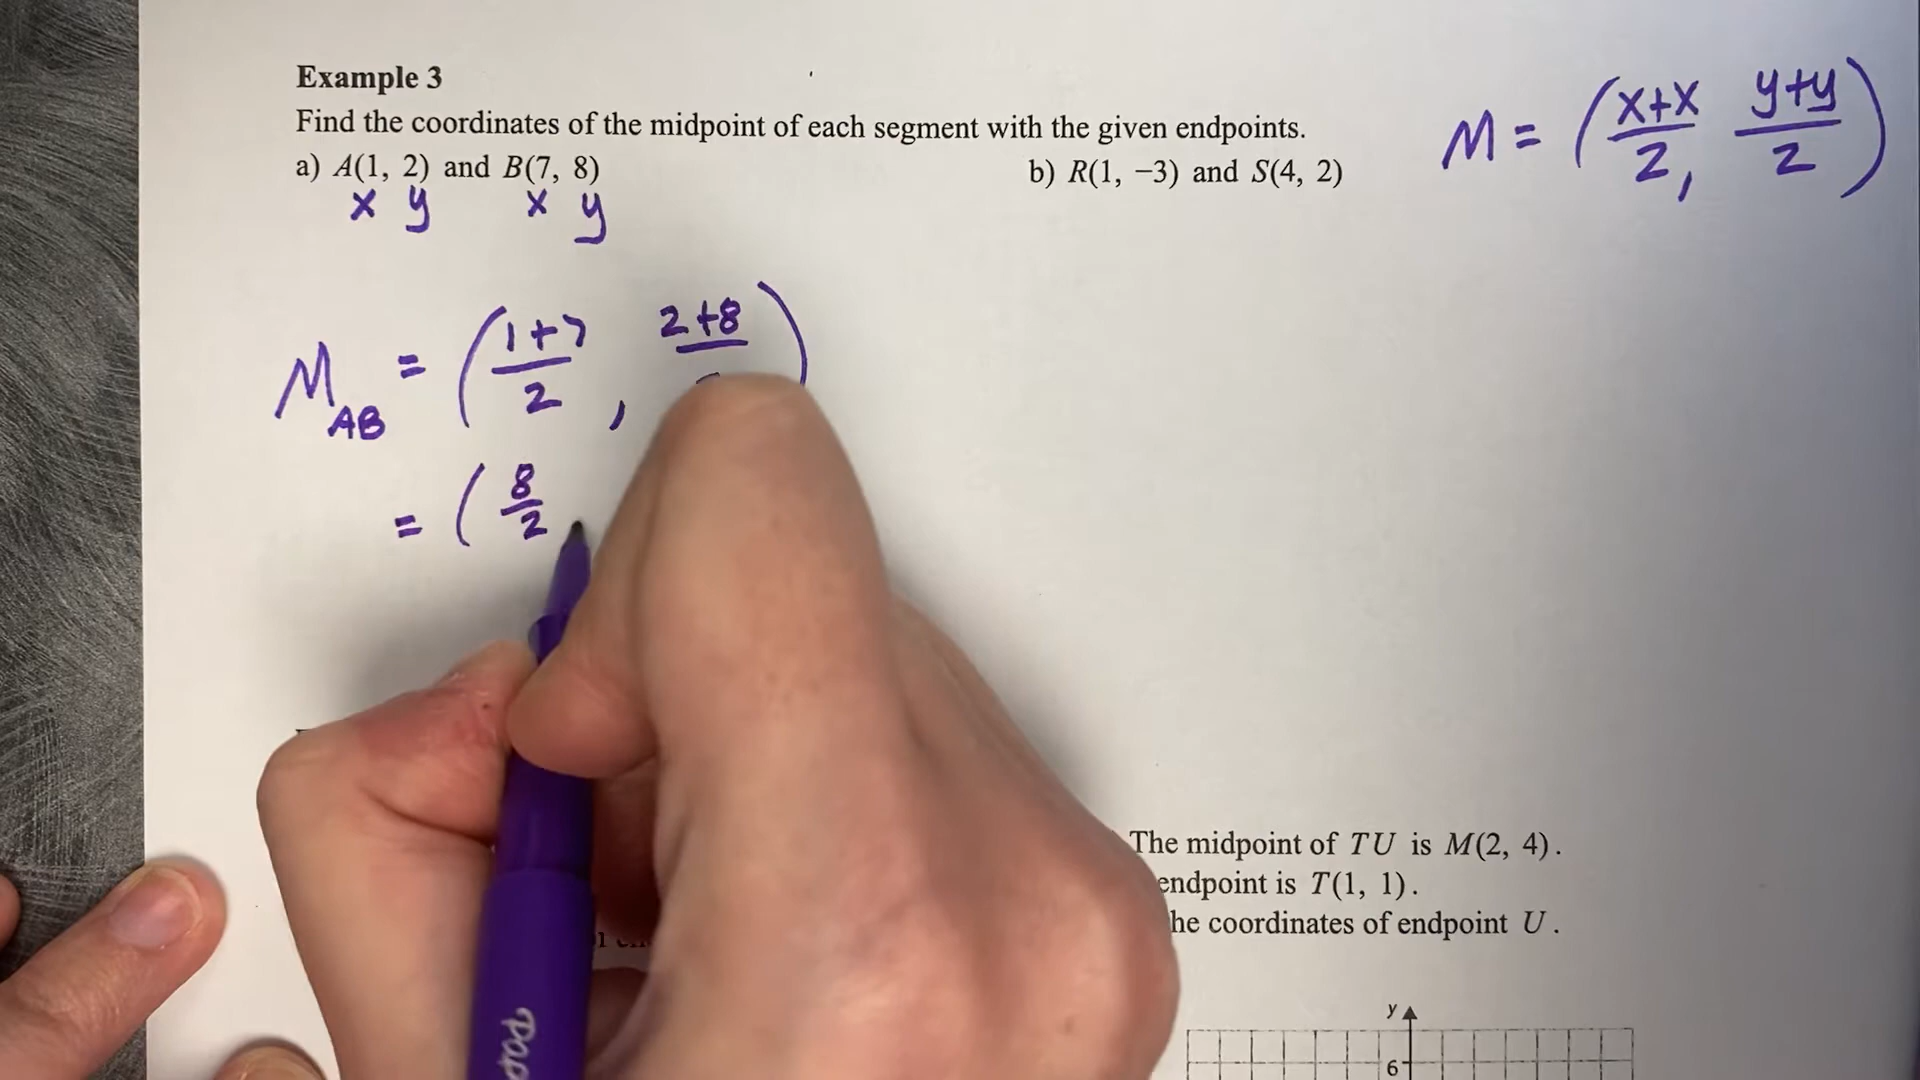 Example 3
Find the coordinates of the midpoint of each segment with the given endpoints.
a) A(1, 2) and B(7, 8)
x y x y
b) R(1, −3) and S(4, 2)
M = (x+x/2, y+y/2)
M AB = (1+7/2, 2+8)
= (8/2
The midpoint of TU is M(2, 4).
endpoint is T(1, 1).
he coordinates of endpoint U.
y
6